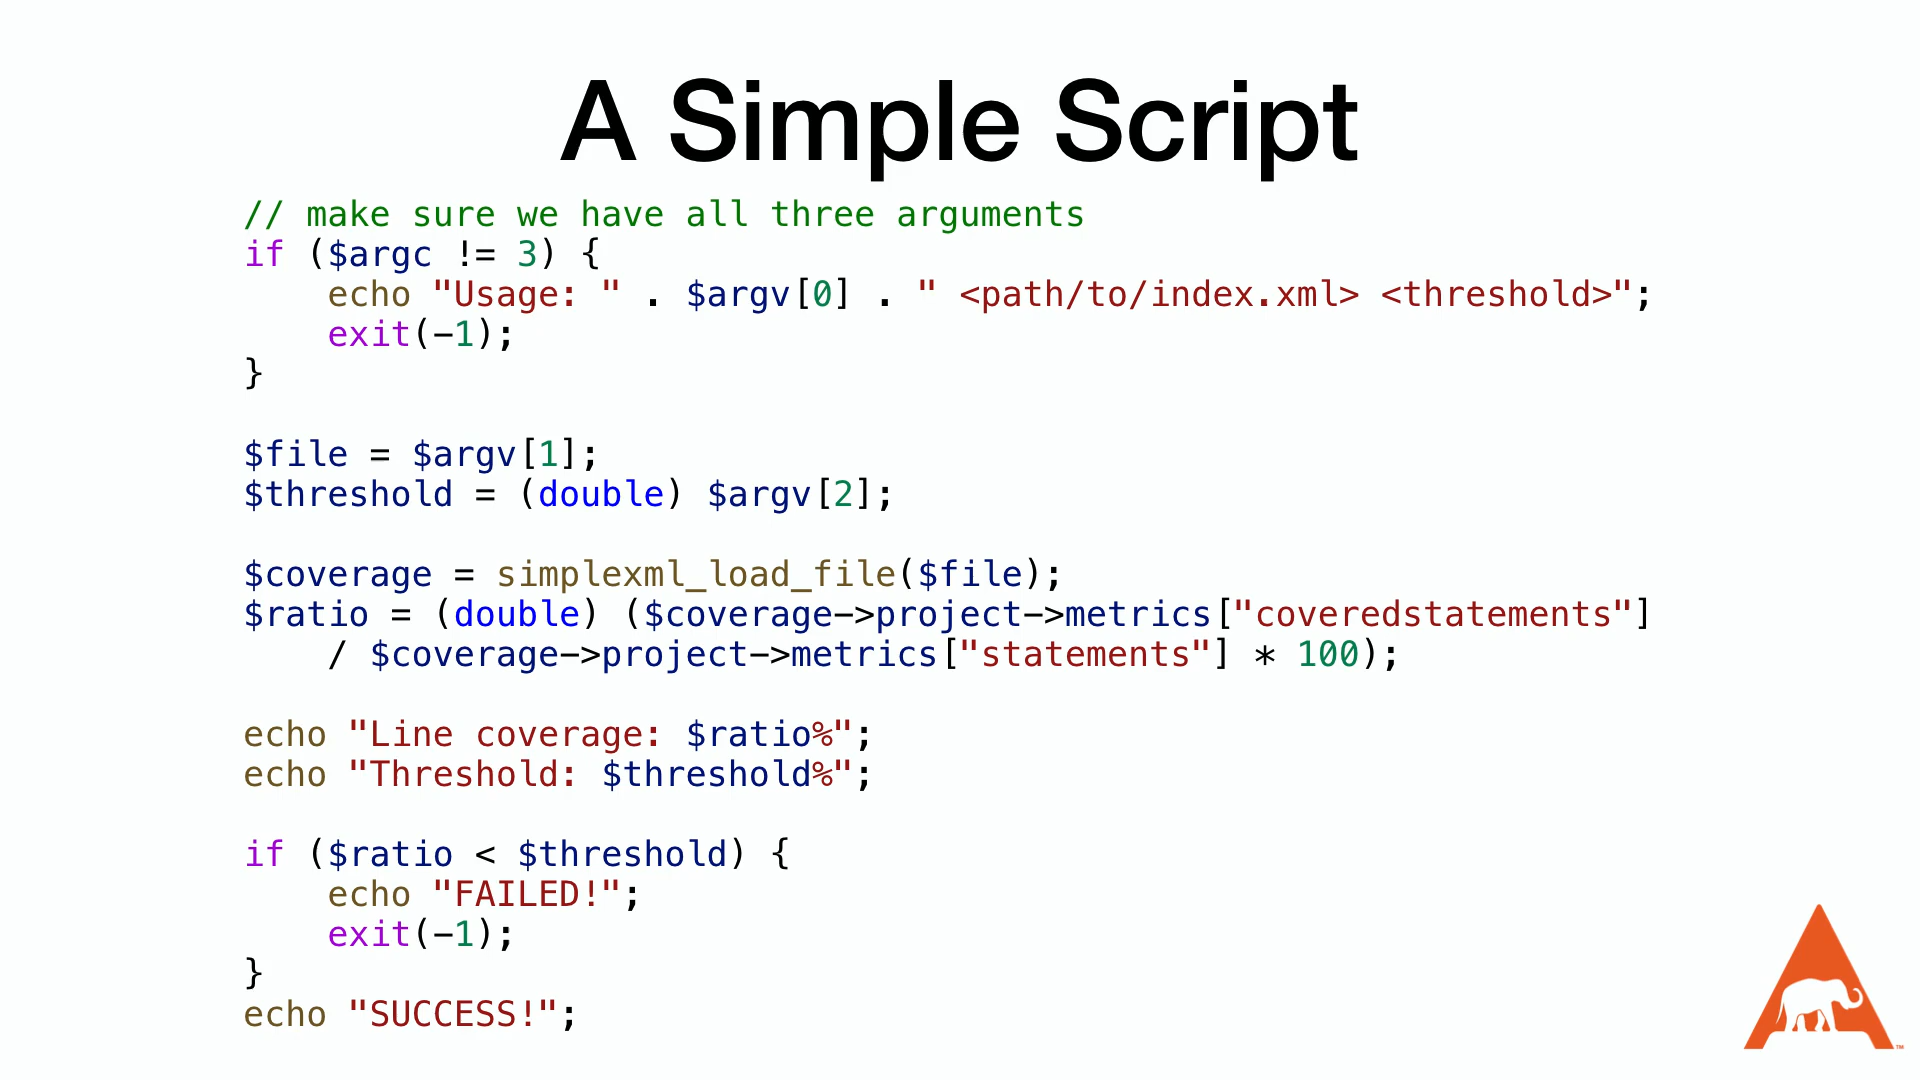 A Simple Script
// make sure we have all three arguments
if ($argc != 3) {
    echo "Usage: " . $argv[0] . " <path/to/index.xml> <threshold>";
    exit(-1);
}
$file = $argv[1];
$threshold = (double) $argv[2];
$coverage = simplexml_load_file($file);
$ratio = (double) ($coverage->project->metrics["coveredstatements"]
    / $coverage->project->metrics["statements"] * 100);
echo "Line coverage: $ratio%";
echo "Threshold: $threshold%";
if ($ratio < $threshold) {
    echo "FAILED!";
    exit(-1);
}
echo "SUCCESS!";
TM